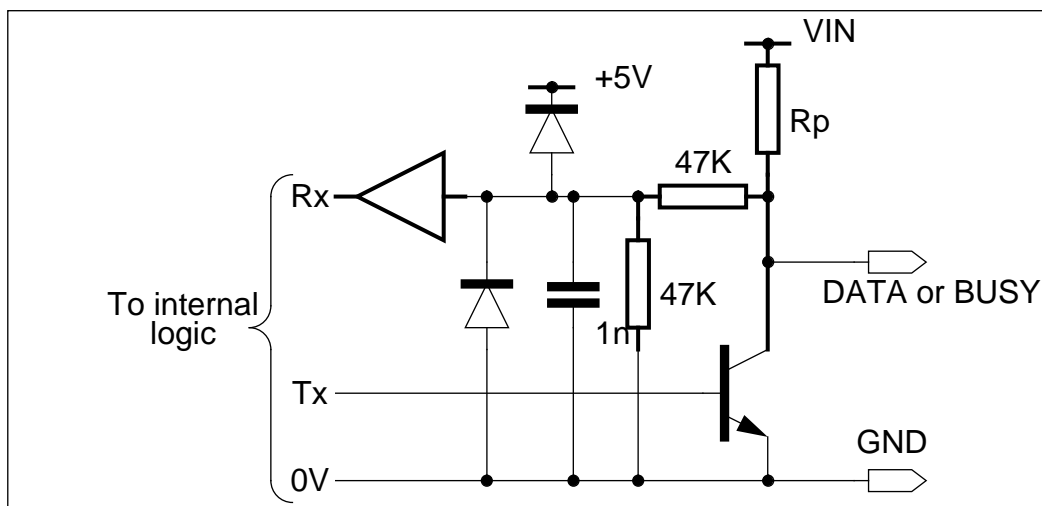 VIN
+5V
Rp
47K
Rx
To internal
logic
47K
DATA or BUSY
1n
Tx
GND
0V